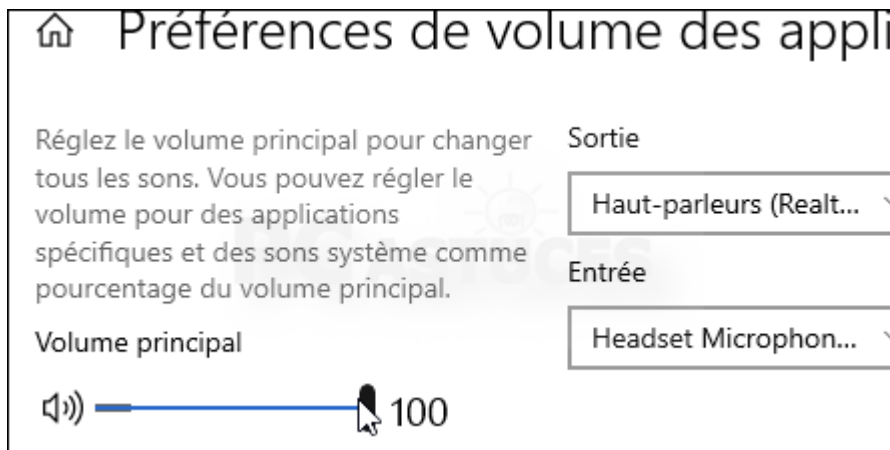 Préférences de volume des appli
Réglez le volume principal pour changer
tous les sons. Vous pouvez régler le
volume pour des applications
spécifiques et des sons système comme
pourcentage du volume principal.
Volume principal
100
Sortie
Haut-parleurs (Realt...
Entrée
Headset Microphon...
PC ASTUCES